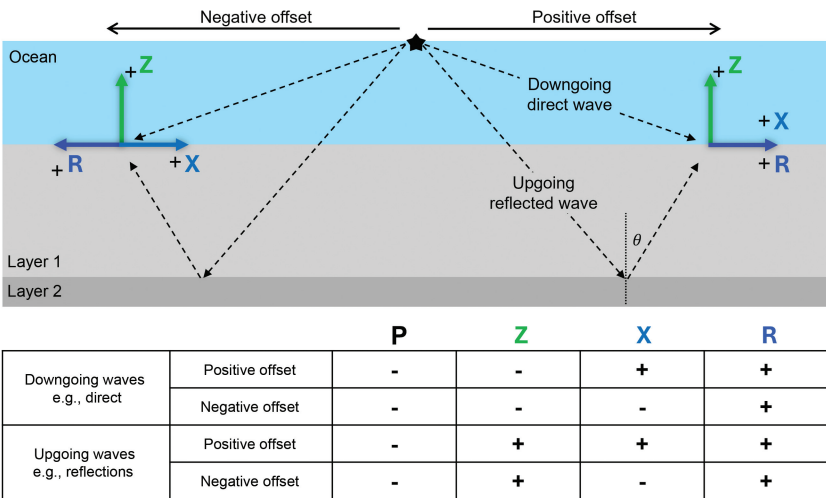 Negative offset Positive offset
Ocean
+ Z + Z
Downgoing
direct wave
+ X
+ R + X + R
Upgoing
reflected wave
θ
Layer 1
Layer 2
P Z X R
Downgoing waves
e.g., direct
Positive offset - - + +
Negative offset - - - +
Upgoing waves
e.g., reflections
Positive offset - + + +
Negative offset - + - +